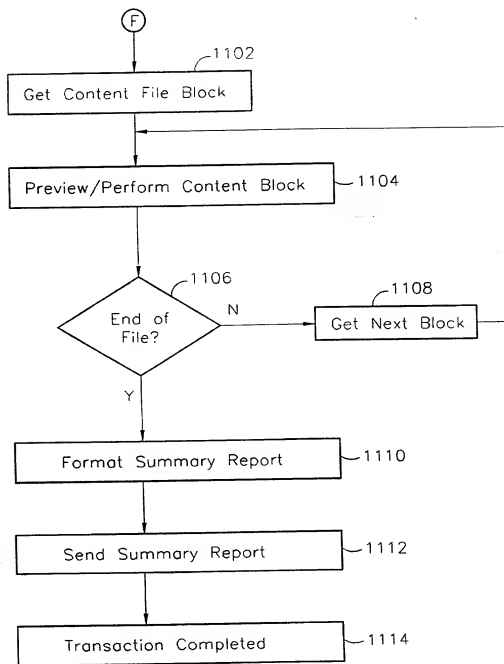 F
1102
Get Content File Block
Preview/Perform Content Block
1104
1106
End of
File?
N
1108
Get Next Block
Y
Format Summary Report
1110
Send Summary Report
1112
Transaction Completed
1114